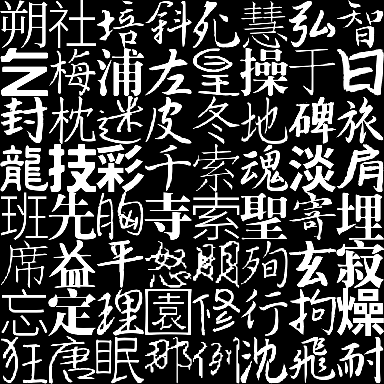 朔社培斜死慧弘智
乞梅浦左皇操于日
封枕迷皮冬地碑旅
龍技彩千索魂淡肩
班先胸寺索聖寄埋
席益平怒明殉玄寂
忘定理園修行拘燥
狂唐眠那例沈飛耐